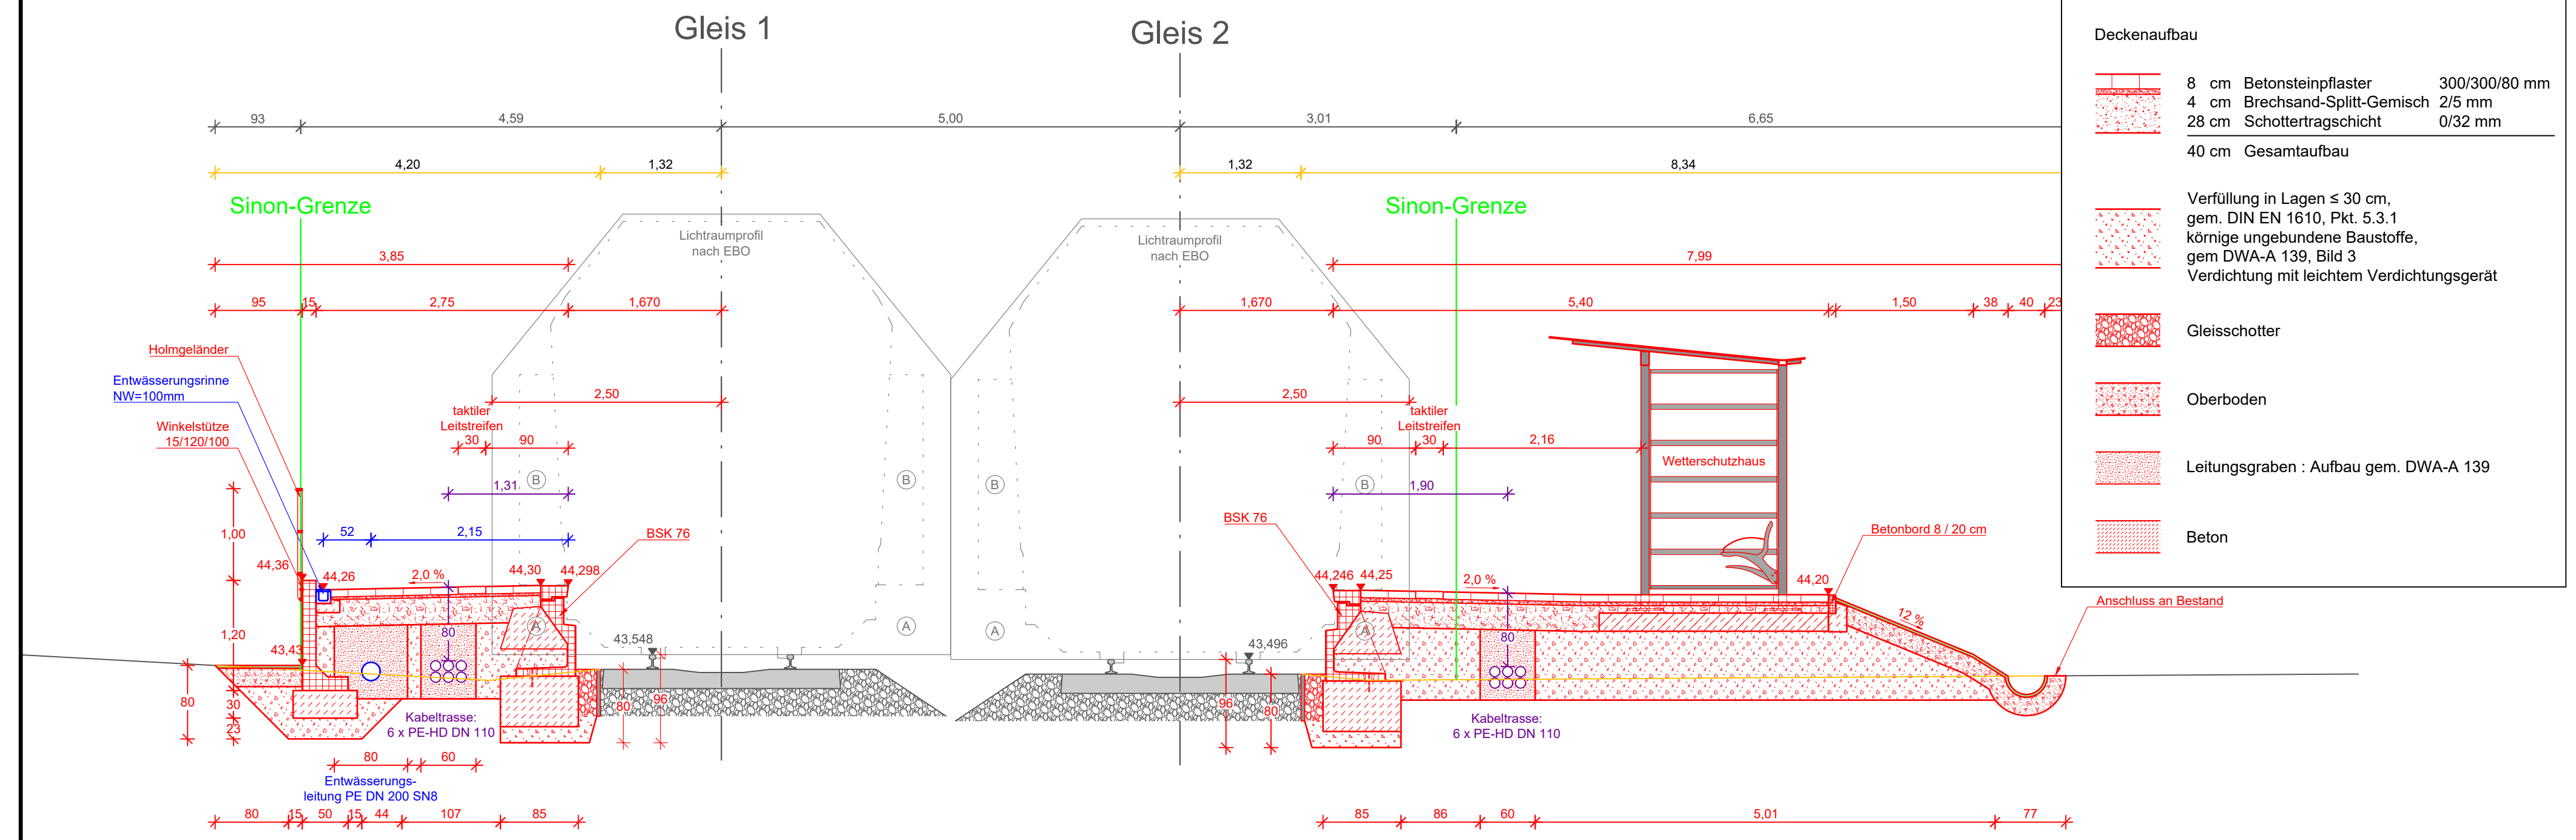 Gleis 1
Gleis 2
93
4,59
5,00
3,01
6,65
4,20
1,32
1,32
8,34
Sinon-Grenze
Sinon-Grenze
Lichtraumprofil
nach EBO
Lichtraumprofil
nach EBO
3,85
7,99
95
15
2,75
1,670
1,670
5,40
1,50
38
40
23
Holmgeländer
Entwässerungsrinne
NW=100mm
Winkelstütze
15/120/100
2,50
2,50
taktiler
Leitstreifen
30
90
taktiler
Leitstreifen
90
30
2,16
Wetterschutzhaus
B
B
B
B
1,31
1,90
1,00
52
2,15
BSK 76
BSK 76
Betonbord 8 / 20 cm
44,36
44,26
2,0 %
44,30
44,298
44,246
44,25
2,0 %
44,20
Anschluss an Bestand
12 %
1,20
80
A
A
A
A
80
43,548
43,496
43,43
80
30
23
80
96
96
80
Kabeltrasse:
6 x PE-HD DN 110
Kabeltrasse:
6 x PE-HD DN 110
80
60
Entwässerungs-
leitung PE DN 200 SN8
80
15
50
15
44
107
85
85
86
60
5,01
77
Deckenaufbau
8 cm Betonsteinpflaster 300/300/80 mm
4 cm Brechsand-Splitt-Gemisch 2/5 mm
28 cm Schottertragschicht 0/32 mm
40 cm Gesamtaufbau
Verfüllung in Lagen ≤ 30 cm,
gem. DIN EN 1610, Pkt. 5.3.1
körnige ungebundene Baustoffe,
gem DWA-A 139, Bild 3
Verdichtung mit leichtem Verdichtungsgerät
Gleisschotter
Oberboden
Leitungsgraben : Aufbau gem. DWA-A 139
Beton